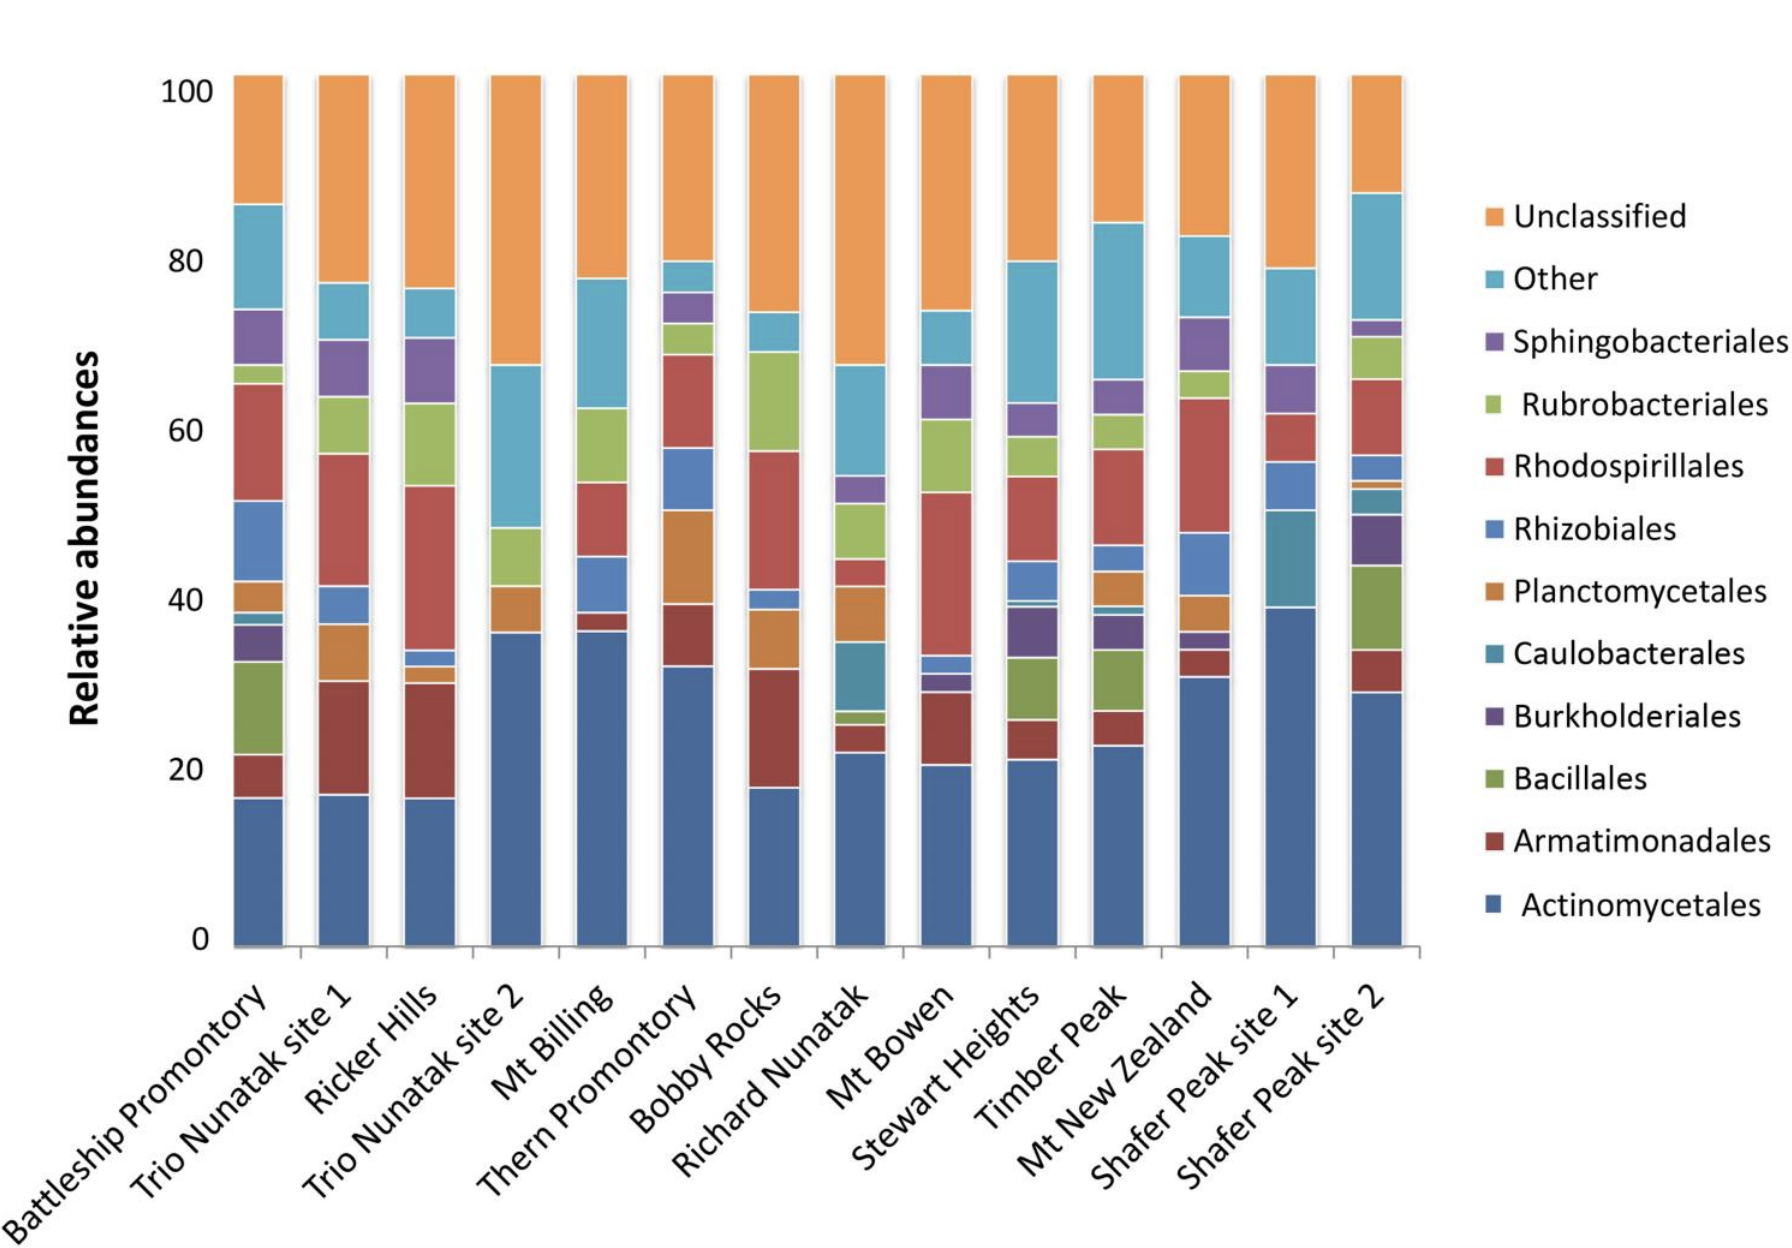 100
80
60
40
20
0
Relative abundances
Unclassified
Other
Sphingobacteriales
Rubrobacteriales
Rhodospirillales
Rhizobiales
Planctomycetales
Caulobacterales
Burkholderiales
Bacillales
Armatimonadales
Actinomycetales
Battleship Promontory
Trio Nunatak site 1
Ricker Hills
Trio Nunatak site 2
Mt Billing
Thern Promontory
Bobby Rocks
Richard Nunatak
Mt Bowen
Stewart Heights
Timber Peak
Mt New Zealand
Shafer Peak site 1
Shafer Peak site 2